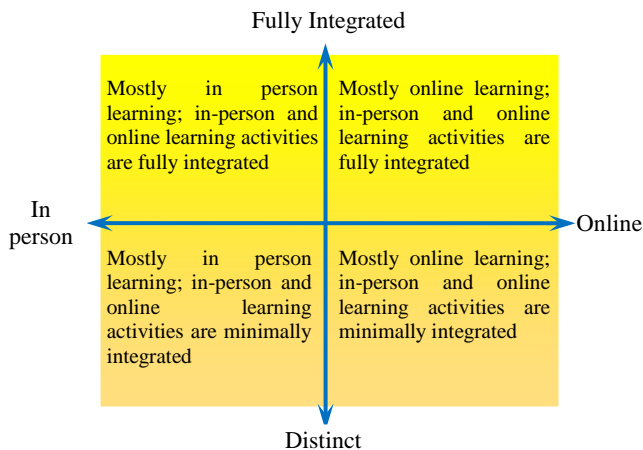 Fully Integrated
Mostly in person
learning; in-person and
online learning activities
are fully integrated
Mostly online learning;
in-person and online
learning activities are
fully integrated
In
person
Online
Mostly in person
learning; in-person and
online learning
activities are minimally
integrated
Mostly online learning;
in-person and online
learning activities are
minimally integrated
Distinct